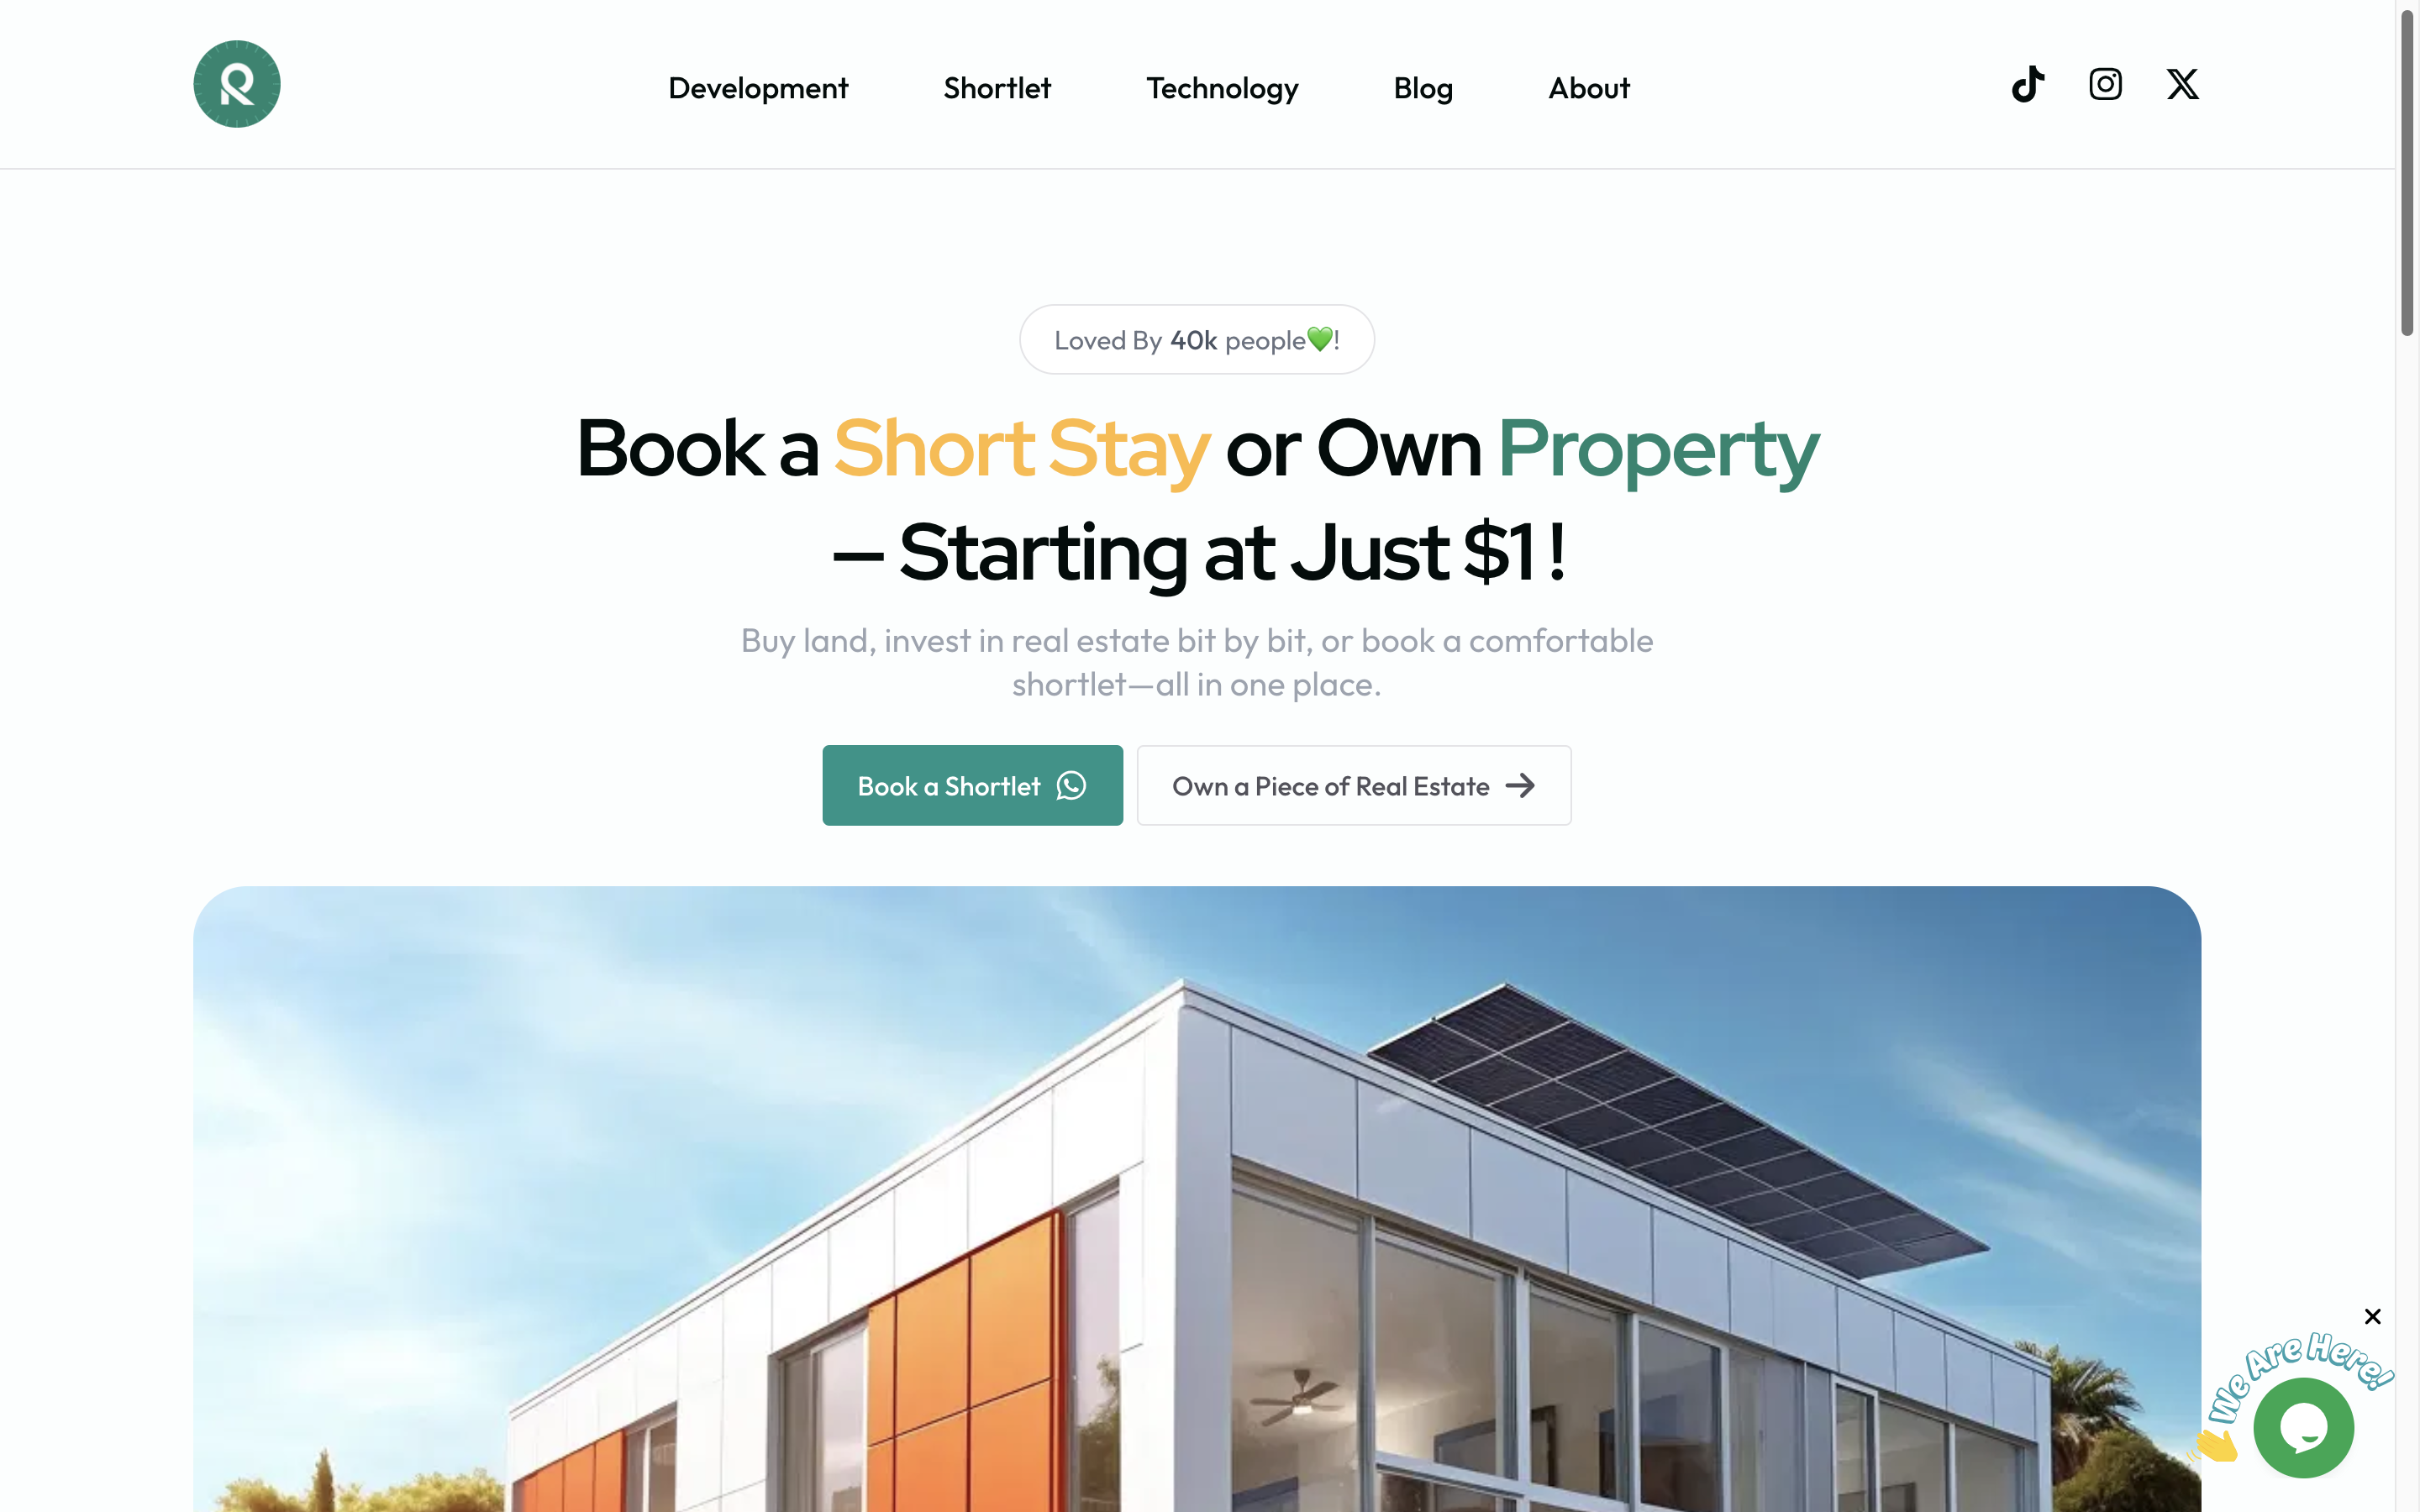 R
Development
Shortlet
Technology
Blog
About
Loved By 40k people💚!
Book a Short Stay or Own Property
— Starting at Just $1 !
Buy land, invest in real estate bit by bit, or book a comfortable
shortlet—all in one place.
Book a Shortlet
Own a Piece of Real Estate
We Are Here!